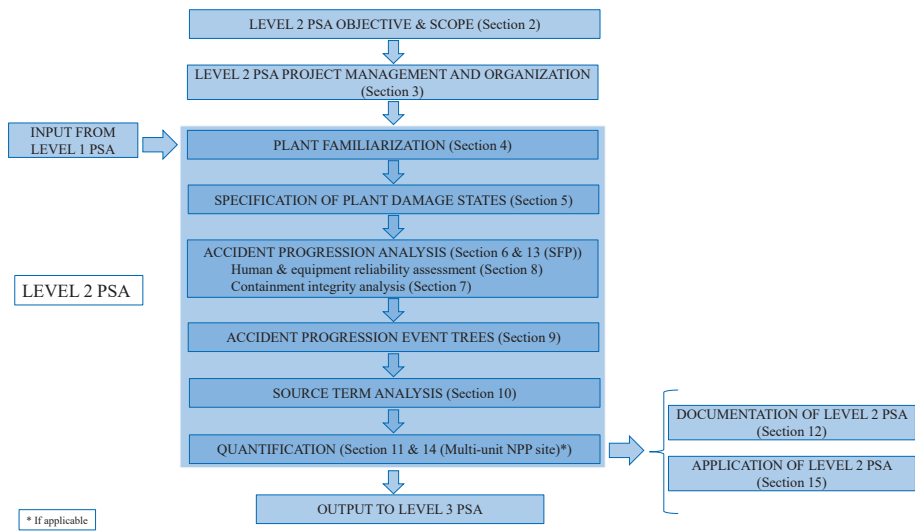 LEVEL 2 PSA OBJECTIVE & SCOPE (Section 2)
LEVEL 2 PSA PROJECT MANAGEMENT AND ORGANIZATION
(Section 3)
INPUT FROM
LEVEL 1 PSA
PLANT FAMILIARIZATION (Section 4)
SPECIFICATION OF PLANT DAMAGE STATES (Section 5)
ACCIDENT PROGRESSION ANALYSIS (Section 6 & 13 (SFP))
Human & equipment reliability assessment (Section 8)
Containment integrity analysis (Section 7)
LEVEL 2 PSA
ACCIDENT PROGRESSION EVENT TREES (Section 9)
SOURCE TERM ANALYSIS (Section 10)
QUANTIFICATION (Section 11 & 14 (Multi-unit NPP site)*)
DOCUMENTATION OF LEVEL 2 PSA
(Section 12)
APPLICATION OF LEVEL 2 PSA
(Section 15)
OUTPUT TO LEVEL 3 PSA
* If applicable